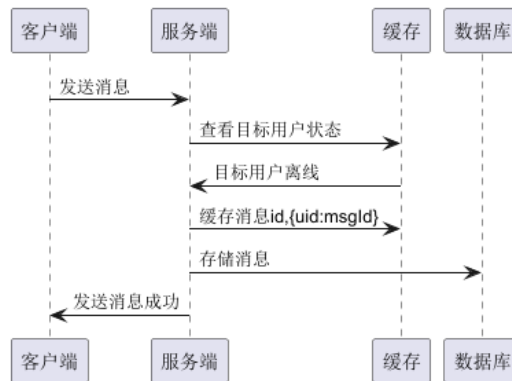 客户端 服务端 缓存 数据库
发送消息
查看目标用户状态
目标用户离线
缓存消息id,{uid:msgId}
存储消息
发送消息成功
客户端 服务端 缓存 数据库